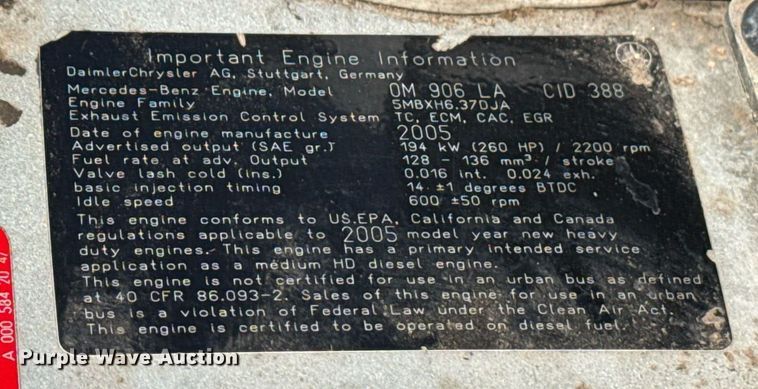 Important Engine Information
DaimlerChrysler AG, Stuttgart, Germany
Mercedes-Benz Engine, Model OM 906 LA CID 388
Engine Family 5MBXH6.37DJA
Exhaust Emission Control System TC, ECM, CAC, EGR
Date of engine manufacture 2005
Advertised output (SAE gr.) 194 kW (260 HP) / 2200 rpm
Fuel rate at adv. Output 128 - 136 mm³ / stroke
Valve lash cold (ins.) 0.016 int. 0.024 exh.
basic injection timing 14 ±1 degrees BTDC
Idle speed 600 ±50 rpm
This engine conforms to US.EPA, California and Canada
regulations applicable to 2005 model year new heavy
duty engines. This engine has a primary intended service
application as a medium HD diesel engine.
This engine is not certified for use in an urban bus as defined
at 40 CFR 86.093-2. Sales of this engine for use in an urban
bus is a violation of Federal Law under the Clean Air Act.
This engine is certified to be operated on diesel fuel.
A 000 584 70 47
Purple Wave Auction